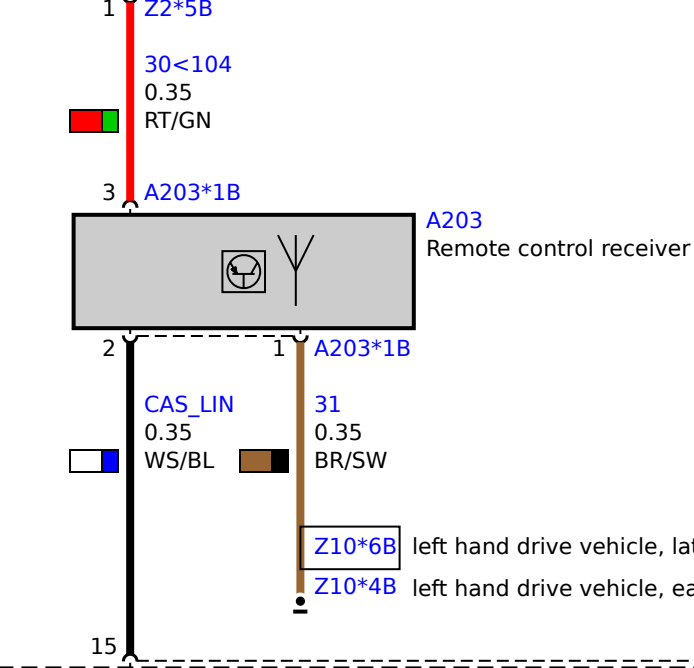 1 Z2*5B
30<104
0.35
RT/GN
3 A203*1B
A203
Remote control receiver
2
1 A203*1B
CAS_LIN 31
0.35 0.35
WS/BL BR/SW
Z10*6B left hand drive vehicle,
Z10*4B left hand drive vehicle,
15